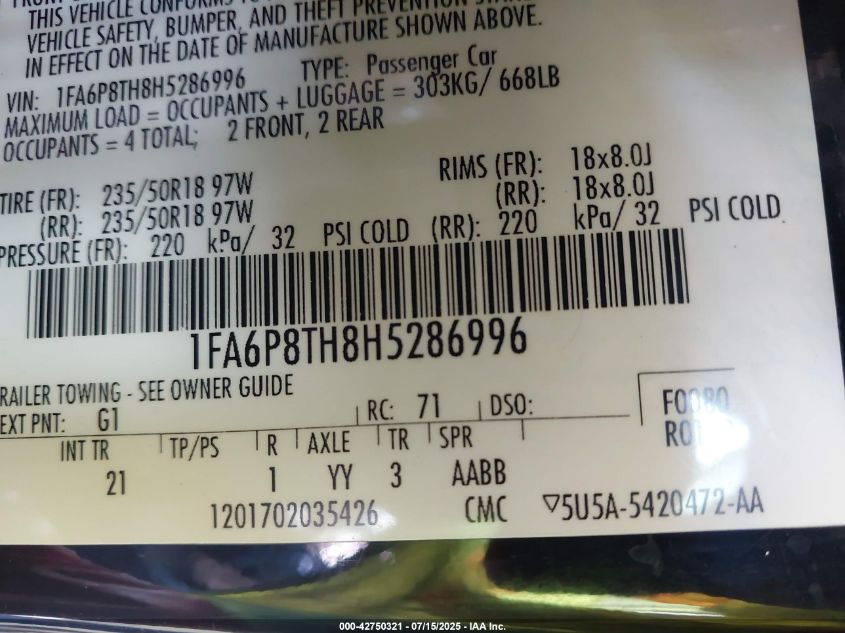 THIS VEHICLE CONFORMS TO
VEHICLE SAFETY, BUMPER, AND THEFT PREVENTION
IN EFFECT ON THE DATE OF MANUFACTURE SHOWN ABOVE.
VIN: 1FA6P8TH8H5286996 TYPE: Passenger Car
MAXIMUM LOAD = OCCUPANTS + LUGGAGE = 303KG/ 668LB
OCCUPANTS = 4 TOTAL; 2 FRONT, 2 REAR
TIRE (FR): 235/50R18 97W RIMS (FR): 18x8.0J
(RR): 235/50R18 97W (RR): 18x8.0J
PRESSURE (FR): 220 kPa/ 32 PSI COLD (RR): 220 kPa/ 32 PSI COLD
1FA6P8TH8H5286996
RAILER TOWING - SEE OWNER GUIDE
EXT PNT: G1 RC: 71 DSO:
INT TR TP/PS R AXLE TR SPR
21 1 YY 3 AABB
1201702035426 CMC ▽5U5A-5420472-AA
000-42750321 - 07/15/2025 - IAA Inc.